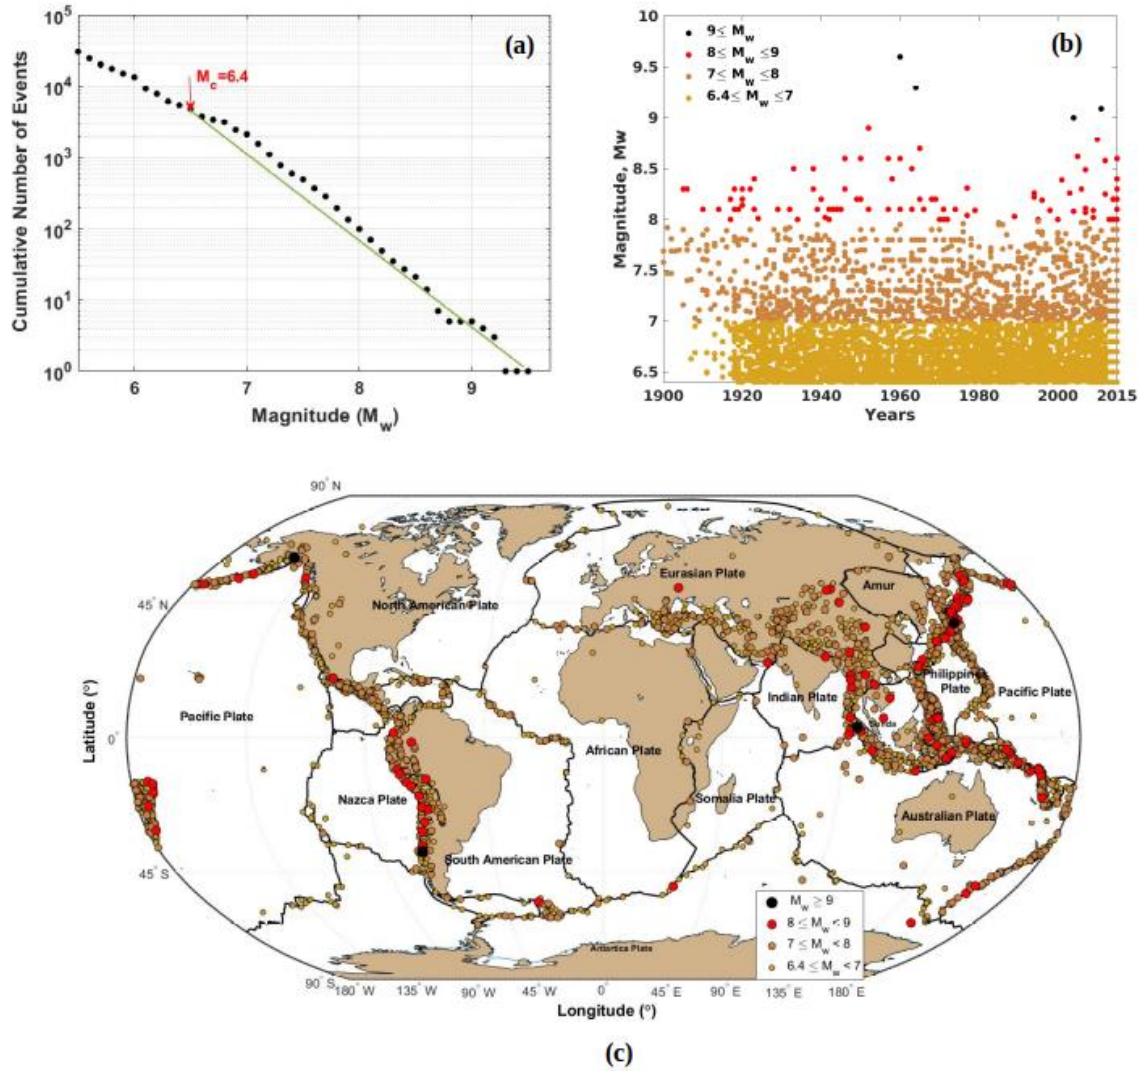 (a)
10^5
10^4
10^3
10^2
10^1
10^0
M_c=6.4
6 7 8 9
Cumulative Number of Events
Magnitude (M_w)
(b)
9≤ M_w
8≤ M_w ≤9
7≤ M_w ≤8
6.4≤ M_w ≤7
10
9.5
9
8.5
8
7.5
7
6.5
1900 1920 1940 1960 1980 2000 2015
Magnitude, Mw
Years
90° N
45° N
0°
45° S
90° S
Latitude (°)
Eurasian Plate
Amur
North American Plate
Philippines Plate
Pacific Plate
Indian Plate
Pacific Plate
African Plate
Nazca Plate
Somalia Plate
Australian Plate
South American Plate
Antartica Plate
M_w ≥ 9
8 ≤ M_w < 9
7 ≤ M_w < 8
6.4 ≤ M_w < 7
180° W 135° W 90° W 45° W 0° 45° E 90° E 135° E 180° E
Longitude (°)
(c)